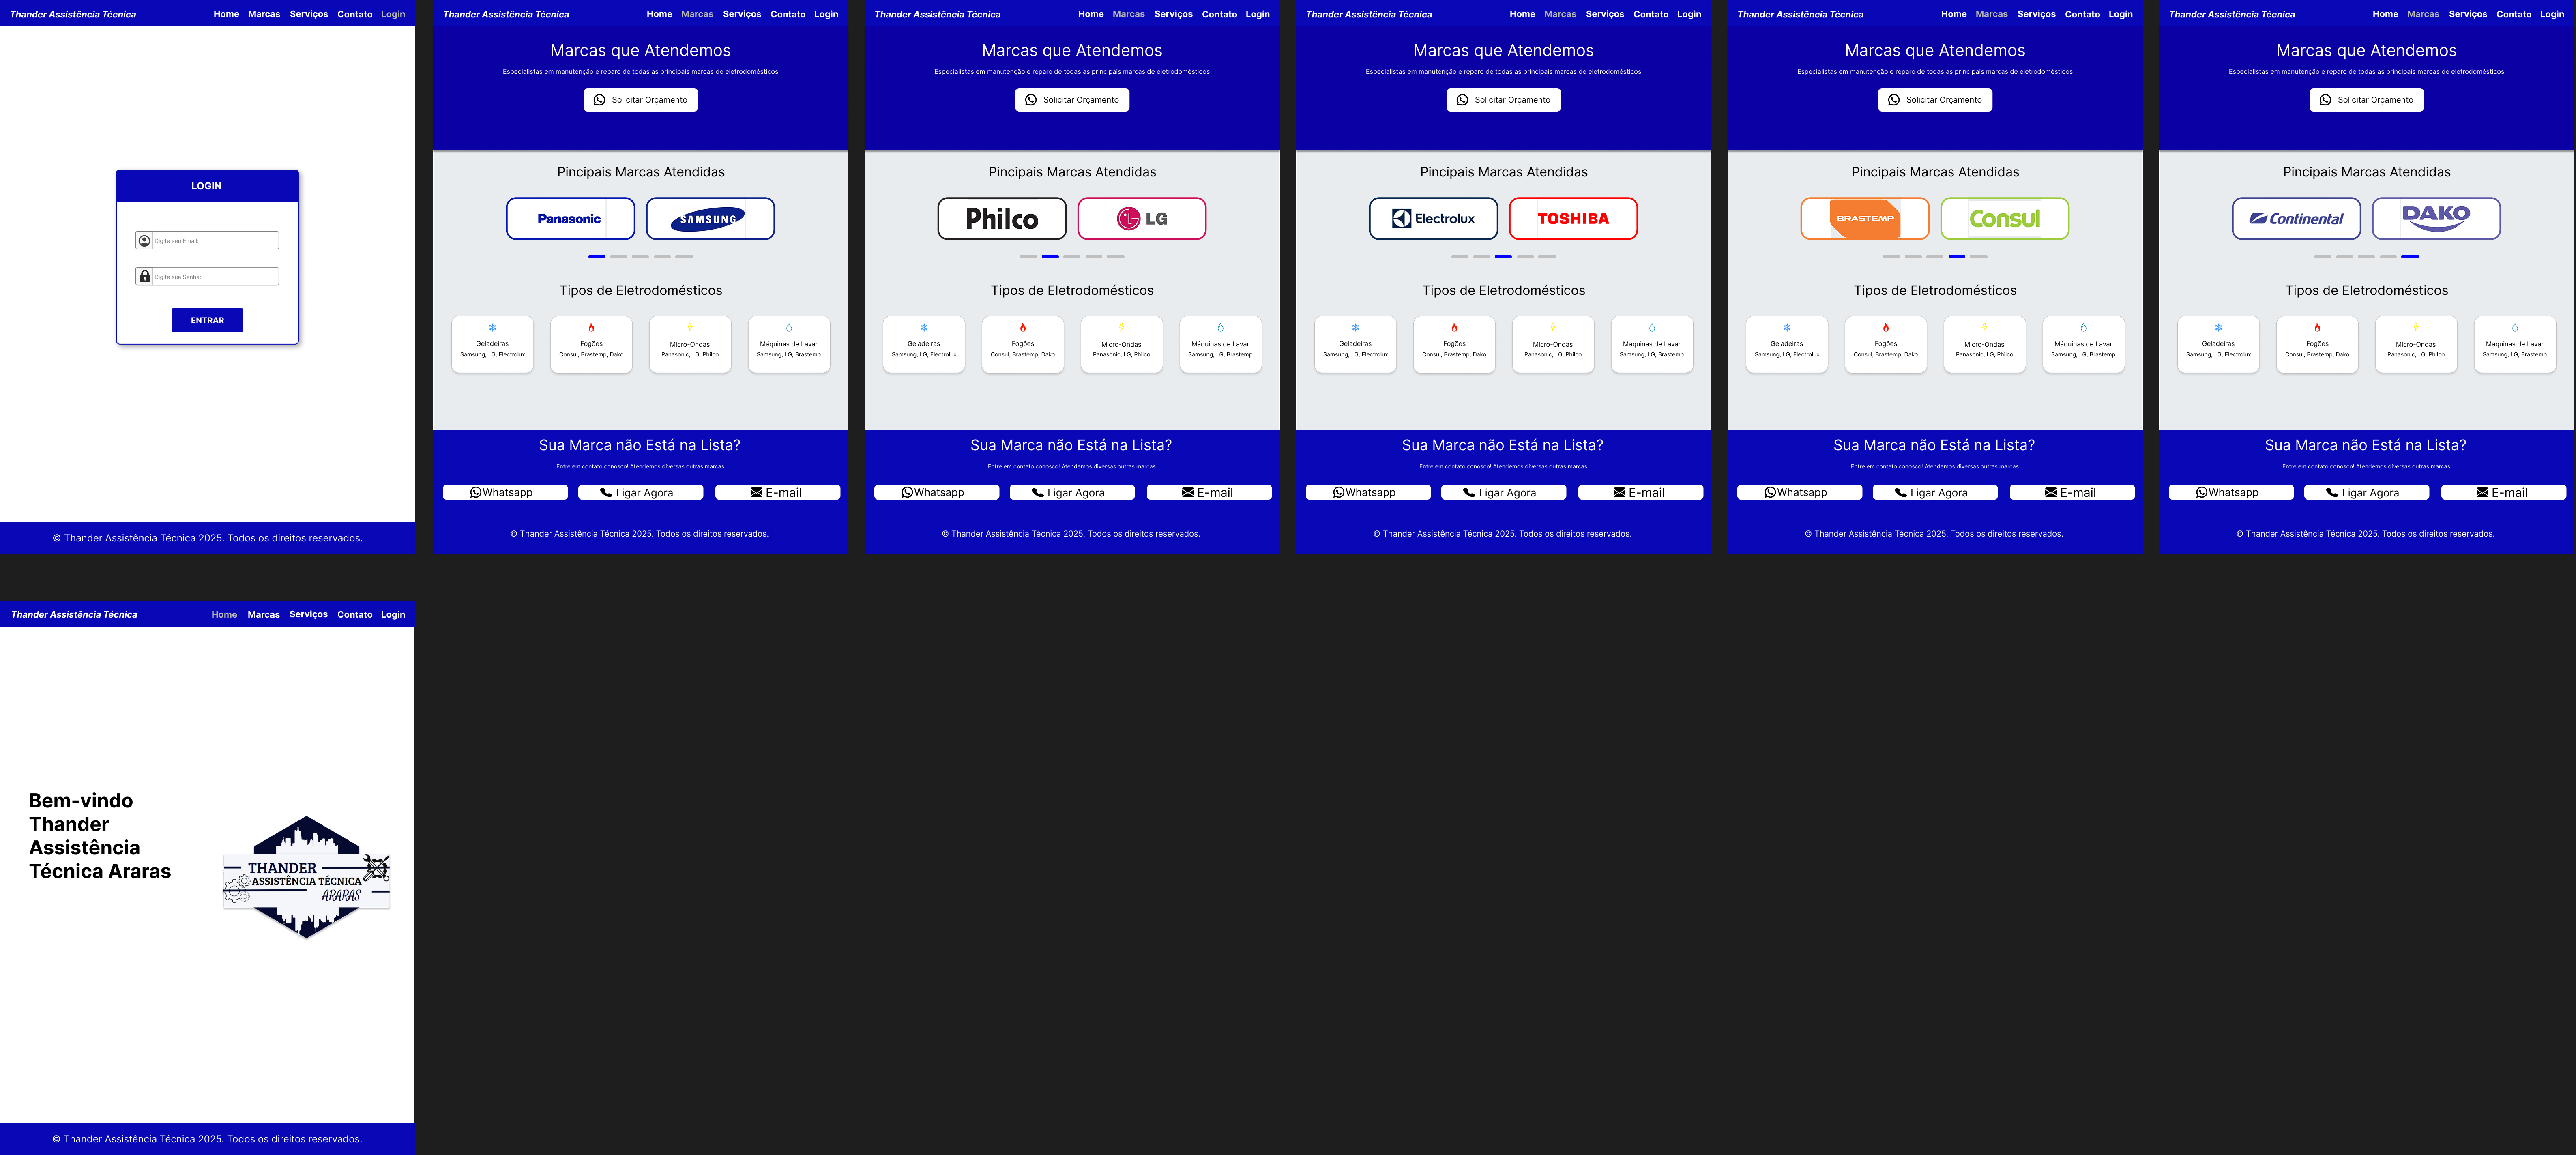 Thander Assistência Técnica
Home Marcas Serviços Contato Login
LOGIN
Digite seu Email:
Digite sua Senha:
ENTRAR
© Thander Assistência Técnica 2025. Todos os direitos reservados.
Thander Assistência Técnica
Home Marcas Serviços Contato Login
Marcas que Atendemos
Especialistas em manutenção e reparo de todas as principais marcas de eletrodomésticos
Solicitar Orçamento
Pincipais Marcas Atendidas
Panasonic SAMSUNG
Tipos de Eletrodomésticos
Geladeiras Fogões Micro-Ondas Máquinas de Lavar
Samsung, LG, Electrolux Consul, Brastemp, Dako Panasonic, LG, Philco Samsung, LG, Brastemp
Sua Marca não Está na Lista?
Entre em contato conosco! Atendemos diversas outras marcas
Whatsapp Ligar Agora E-mail
© Thander Assistência Técnica 2025. Todos os direitos reservados.
Thander Assistência Técnica
Home Marcas Serviços Contato Login
Marcas que Atendemos
Especialistas em manutenção e reparo de todas as principais marcas de eletrodomésticos
Solicitar Orçamento
Pincipais Marcas Atendidas
Philco LG
Tipos de Eletrodomésticos
Geladeiras Fogões Micro-Ondas Máquinas de Lavar
Samsung, LG, Electrolux Consul, Brastemp, Dako Panasonic, LG, Philco Samsung, LG, Brastemp
Sua Marca não Está na Lista?
Entre em contato conosco! Atendemos diversas outras marcas
Whatsapp Ligar Agora E-mail
© Thander Assistência Técnica 2025. Todos os direitos reservados.
Thander Assistência Técnica
Home Marcas Serviços Contato Login
Marcas que Atendemos
Especialistas em manutenção e reparo de todas as principais marcas de eletrodomésticos
Solicitar Orçamento
Pincipais Marcas Atendidas
Electrolux TOSHIBA
Tipos de Eletrodomésticos
Geladeiras Fogões Micro-Ondas Máquinas de Lavar
Samsung, LG, Electrolux Consul, Brastemp, Dako Panasonic, LG, Philco Samsung, LG, Brastemp
Sua Marca não Está na Lista?
Entre em contato conosco! Atendemos diversas outras marcas
Whatsapp Ligar Agora E-mail
© Thander Assistência Técnica 2025. Todos os direitos reservados.
Thander Assistência Técnica
Home Marcas Serviços Contato Login
Marcas que Atendemos
Especialistas em manutenção e reparo de todas as principais marcas de eletrodomésticos
Solicitar Orçamento
Pincipais Marcas Atendidas
BRASTEMP Consul
Tipos de Eletrodomésticos
Geladeiras Fogões Micro-Ondas Máquinas de Lavar
Samsung, LG, Electrolux Consul, Brastemp, Dako Panasonic, LG, Philco Samsung, LG, Brastemp
Sua Marca não Está na Lista?
Entre em contato conosco! Atendemos diversas outras marcas
Whatsapp Ligar Agora E-mail
© Thander Assistência Técnica 2025. Todos os direitos reservados.
Thander Assistência Técnica
Home Marcas Serviços Contato Login
Marcas que Atendemos
Especialistas em manutenção e reparo de todas as principais marcas de eletrodomésticos
Solicitar Orçamento
Pincipais Marcas Atendidas
Continental DAKO
Tipos de Eletrodomésticos
Geladeiras Fogões Micro-Ondas Máquinas de Lavar
Samsung, LG, Electrolux Consul, Brastemp, Dako Panasonic, LG, Philco Samsung, LG, Brastemp
Sua Marca não Está na Lista?
Entre em contato conosco! Atendemos diversas outras marcas
Whatsapp Ligar Agora E-mail
© Thander Assistência Técnica 2025. Todos os direitos reservados.
Thander Assistência Técnica
Home Marcas Serviços Contato Login
Bem-vindo
Thander
Assistência
Técnica Araras
THANDER
ASSISTÊNCIA TÉCNICA
ARARAS
© Thander Assistência Técnica 2025. Todos os direitos reservados.